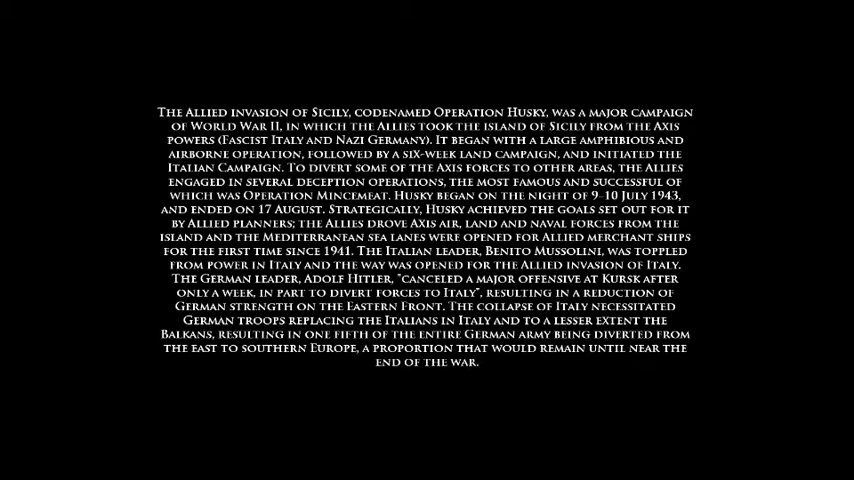 The Allied invasion of Sicily, codenamed Operation Husky, was a major campaign
of World War II, in which the Allies took the island of Sicily from the Axis
powers (Fascist Italy and Nazi Germany). It began with a large amphibious and
airborne operation, followed by a six-week land campaign, and initiated the
Italian Campaign. To divert some of the Axis forces to other areas, the Allies
engaged in several deception operations, the most famous and successful of
which was Operation Mincemeat. Husky began on the night of 9–10 July 1943,
and ended on 17 August. Strategically, Husky achieved the goals set out for it
by Allied planners; the Allies drove Axis air, land and naval forces from the
island and the Mediterranean sea lanes were opened for Allied merchant ships
for the first time since 1941. The Italian leader, Benito Mussolini, was toppled
from power in Italy and the way was opened for the Allied invasion of Italy.
The German leader, Adolf Hitler, "canceled a major offensive at Kursk after
only a week, in part to divert forces to Italy", resulting in a reduction of
German strength on the Eastern Front. The collapse of Italy necessitated
German troops replacing the Italians in Italy and to a lesser extent the
Balkans, resulting in one fifth of the entire German army being diverted from
the east to southern Europe, a proportion that would remain until near the
end of the war.